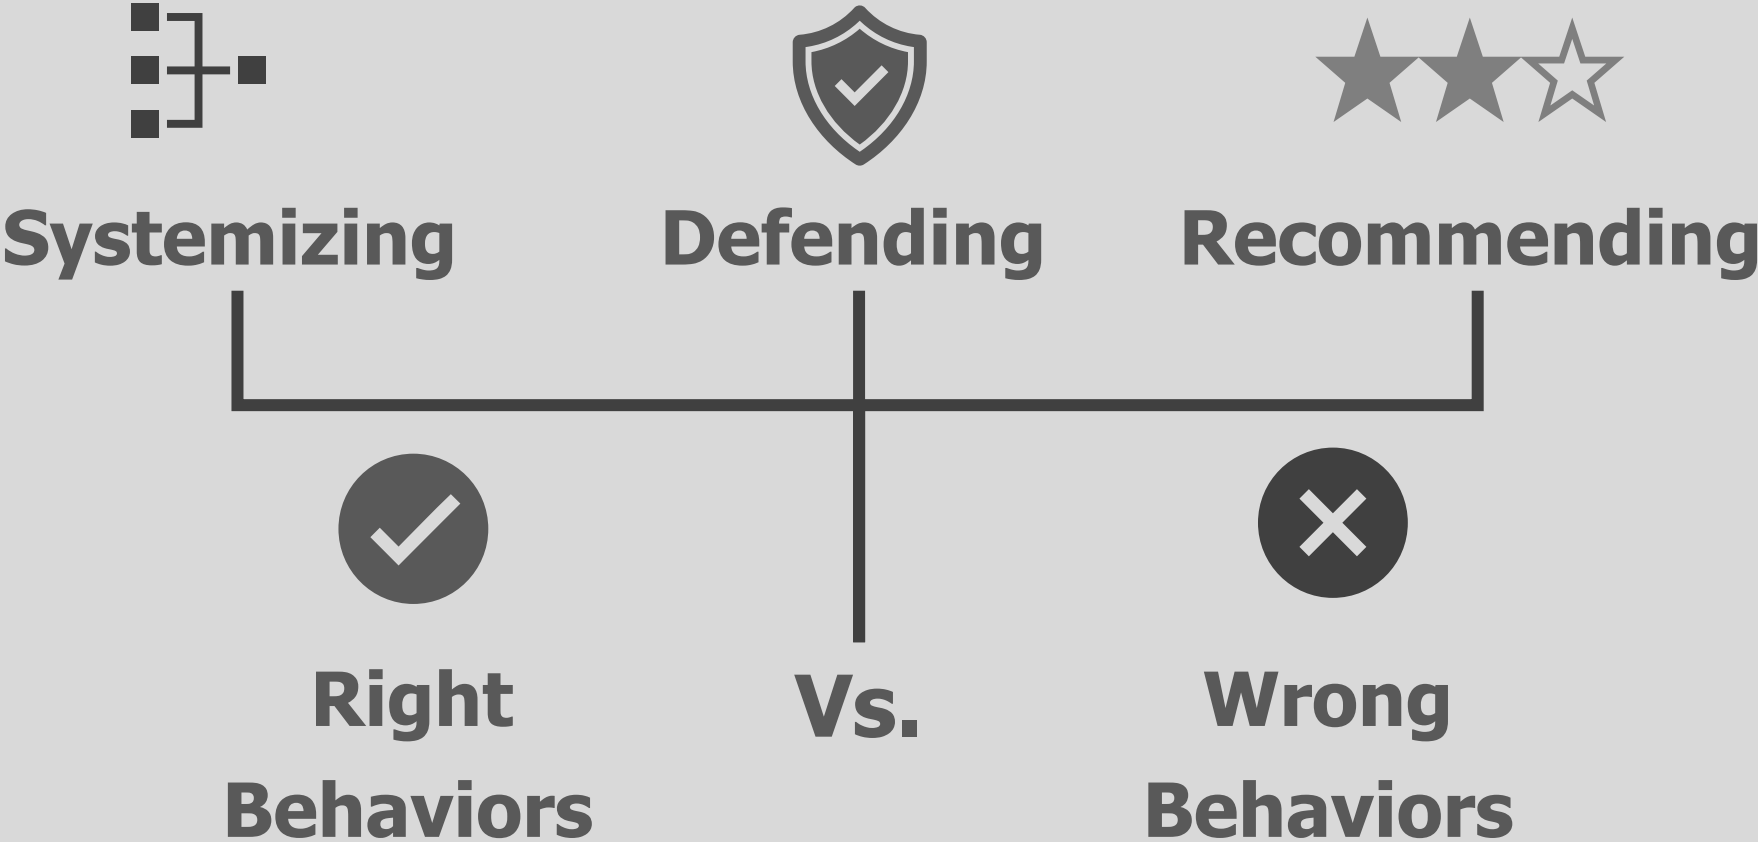 Systemizing Defending Recommending
Right Vs. Wrong
Behaviors Behaviors